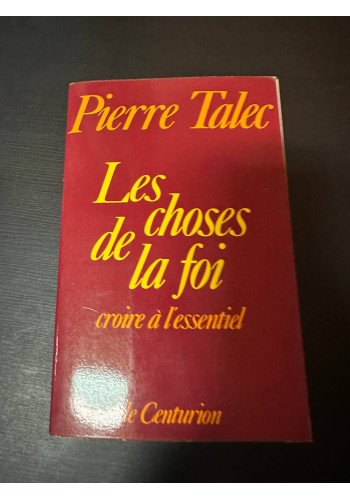 Pierre Talec
Les
choses
de
la foi
croire à l'essentiel
le Centurion